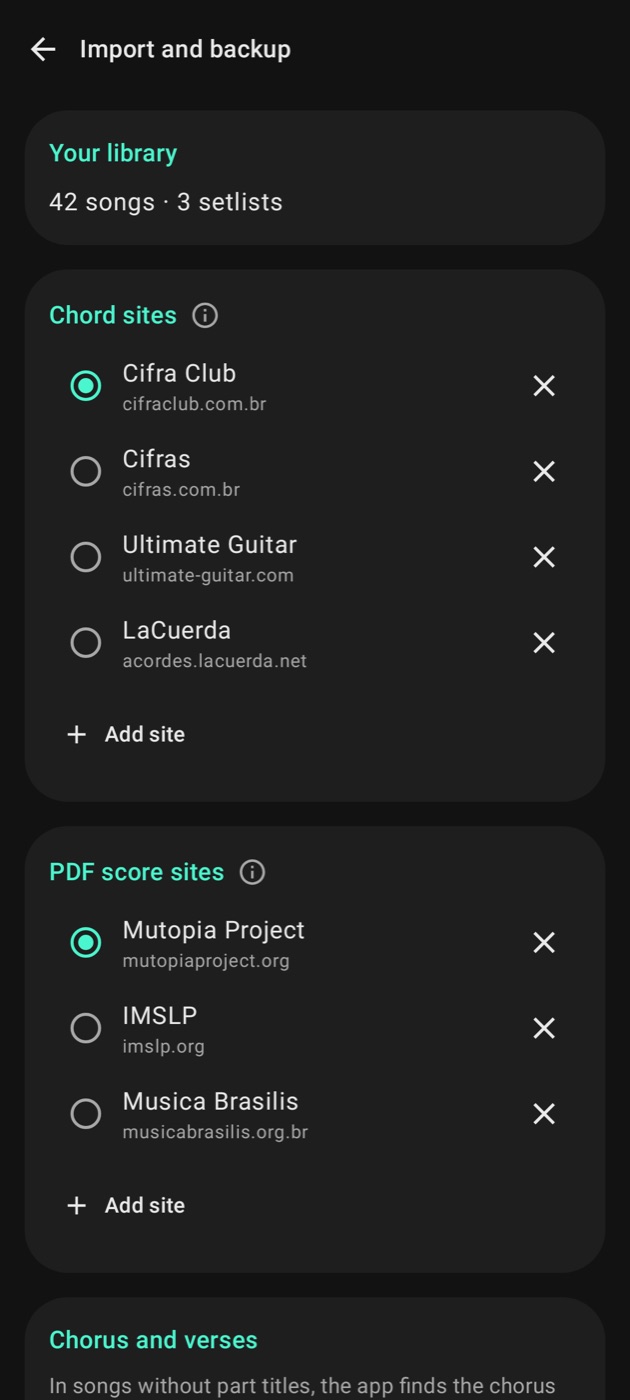 Import and backup
Your library
42 songs · 3 setlists
Chord sites
Cifra Club
cifraclub.com.br
Cifras
cifras.com.br
Ultimate Guitar
ultimate-guitar.com
LaCuerda
acordes.lacuerda.net
Add site
PDF score sites
Mutopia Project
mutopiaproject.org
IMSLP
imslp.org
Musica Brasilis
musicabrasilis.org.br
Add site
Chorus and verses
In songs without part titles, the app finds the chorus